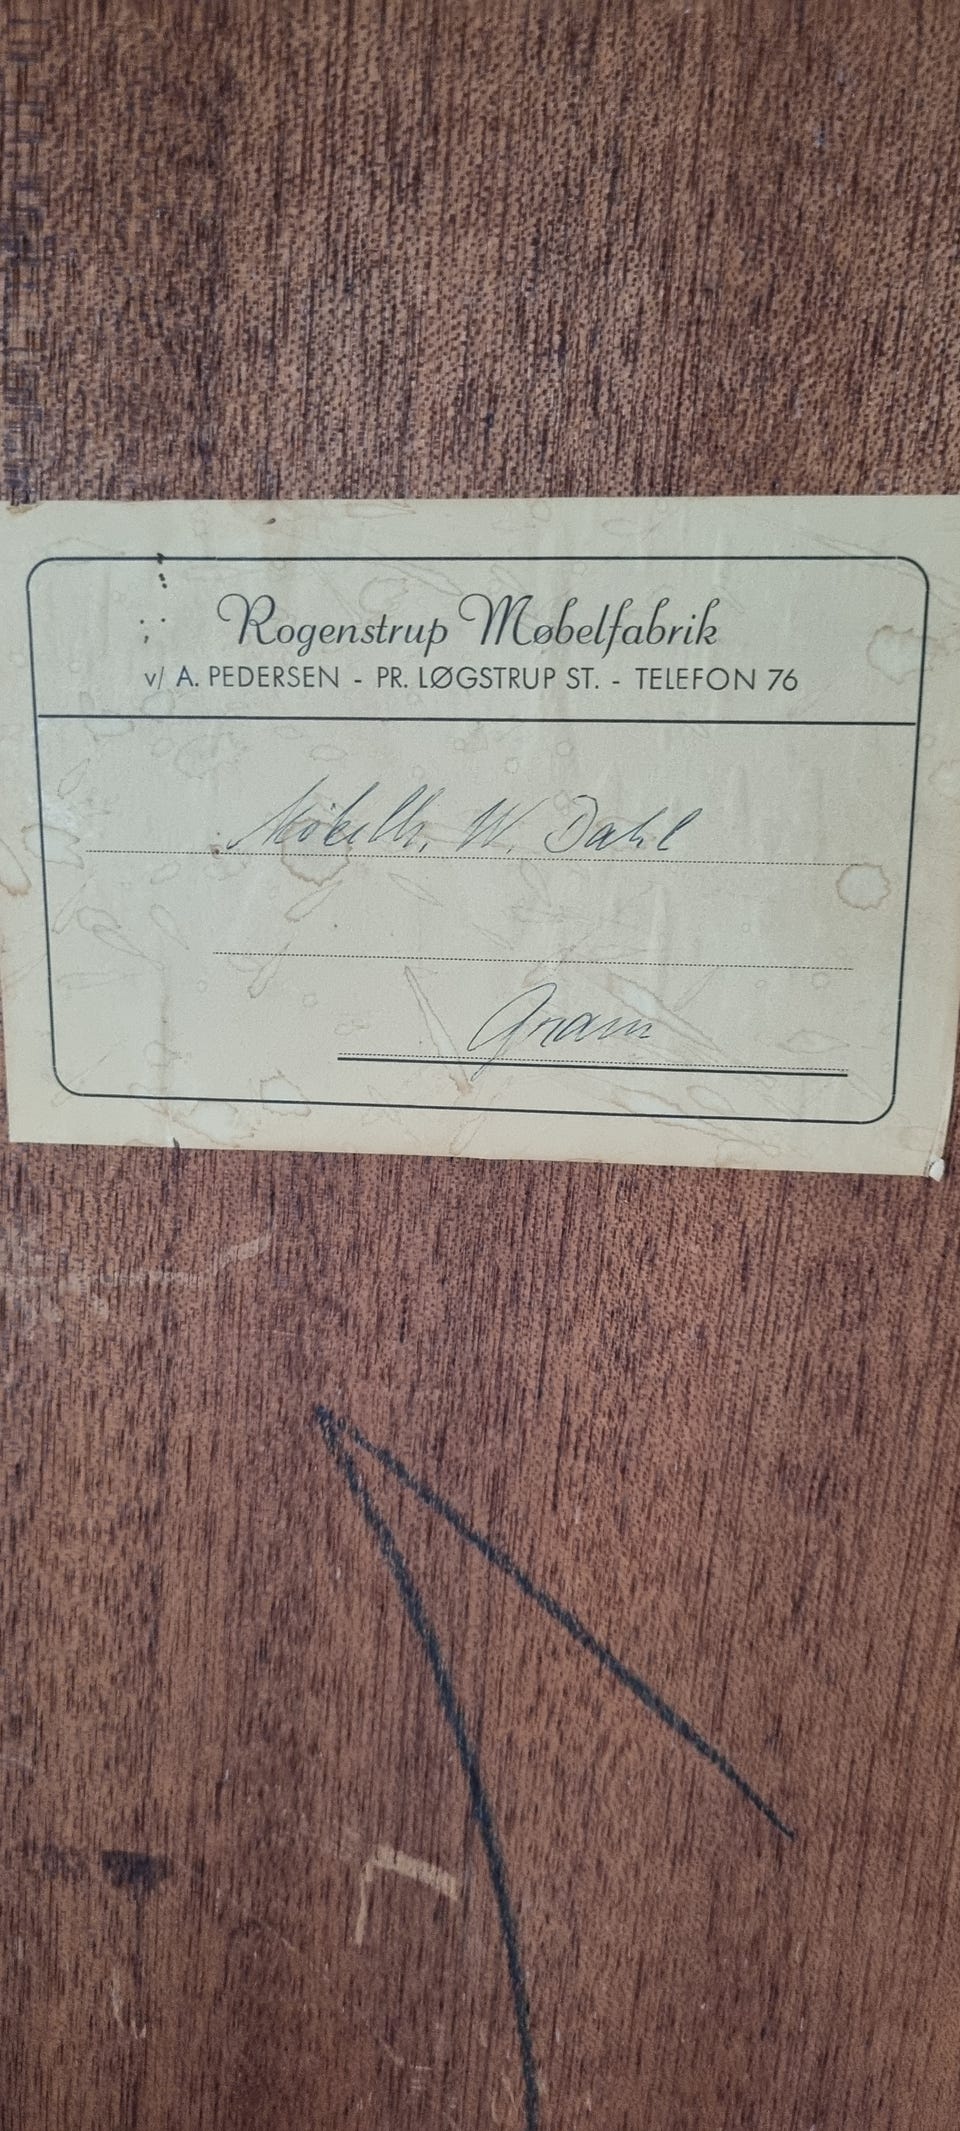 Rogenstrup Møbelfabrik
v/ A. PEDERSEN - PR. LØGSTRUP ST. - TELEFON 76
Møbelh. W. Dahl
Gram